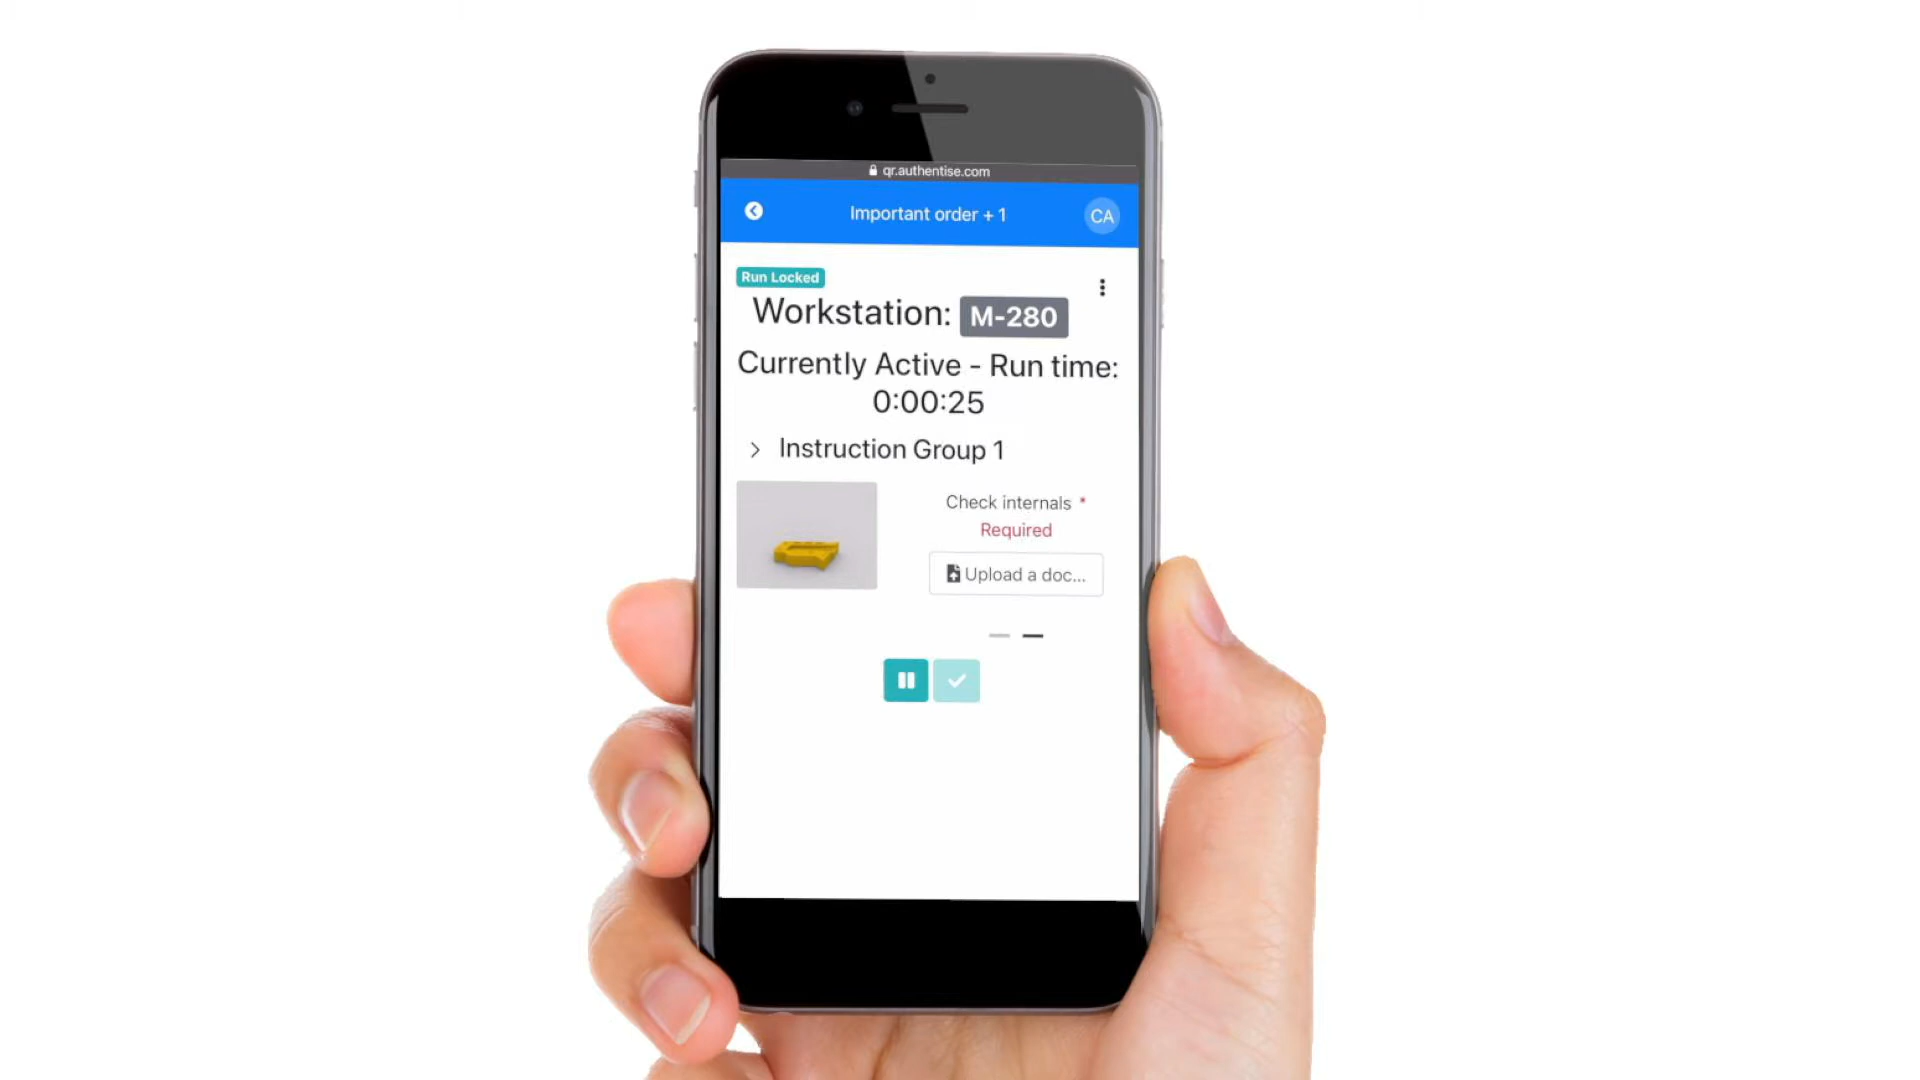 qr.authentise.com
Important order + 1
CA
Run Locked
Workstation: M-280
Currently Active - Run time:
0:00:25
Instruction Group 1
Check internals *
Required
Upload a doc...